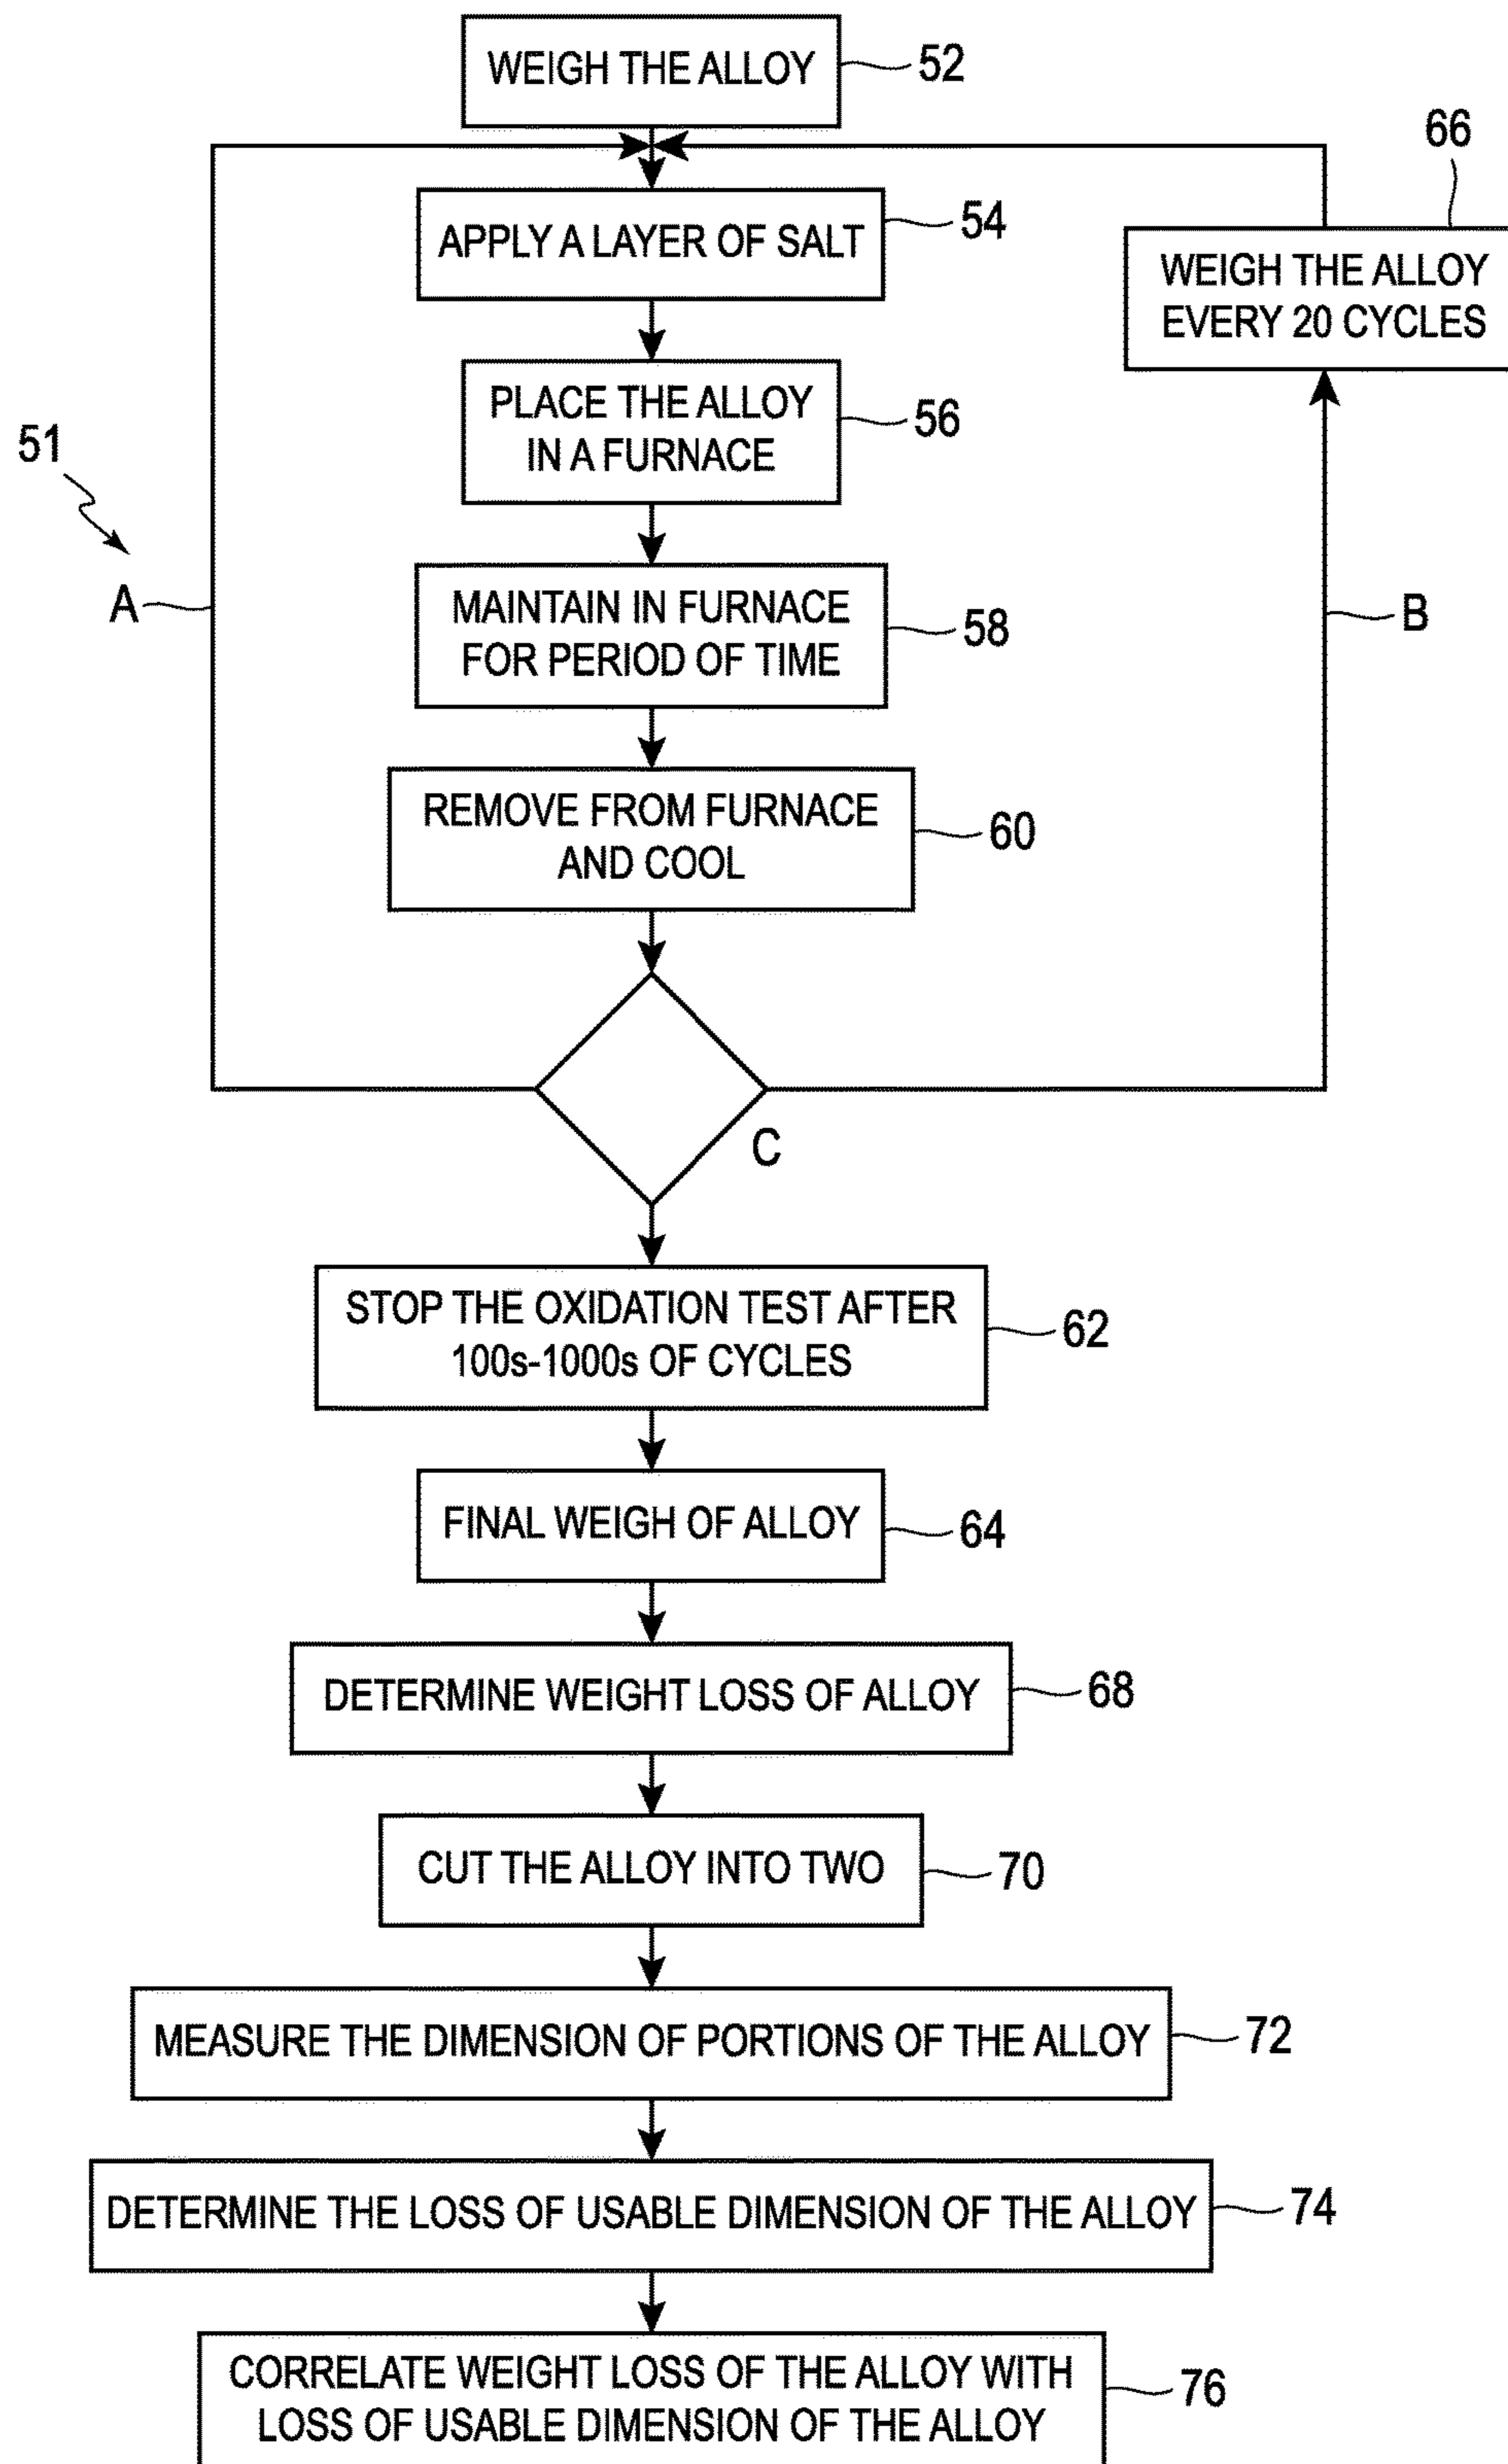 WEIGH THE ALLOY
52
66
APPLY A LAYER OF SALT
54
WEIGH THE ALLOY
EVERY 20 CYCLES
PLACE THE ALLOY
IN A FURNACE
56
51
MAINTAIN IN FURNACE
FOR PERIOD OF TIME
58
A
B
REMOVE FROM FURNACE
AND COOL
60
C
STOP THE OXIDATION TEST AFTER
100s-1000s OF CYCLES
62
FINAL WEIGH OF ALLOY
64
DETERMINE WEIGHT LOSS OF ALLOY
68
CUT THE ALLOY INTO TWO
70
MEASURE THE DIMENSION OF PORTIONS OF THE ALLOY
72
DETERMINE THE LOSS OF USABLE DIMENSION OF THE ALLOY
74
CORRELATE WEIGHT LOSS OF THE ALLOY WITH
LOSS OF USABLE DIMENSION OF THE ALLOY
76